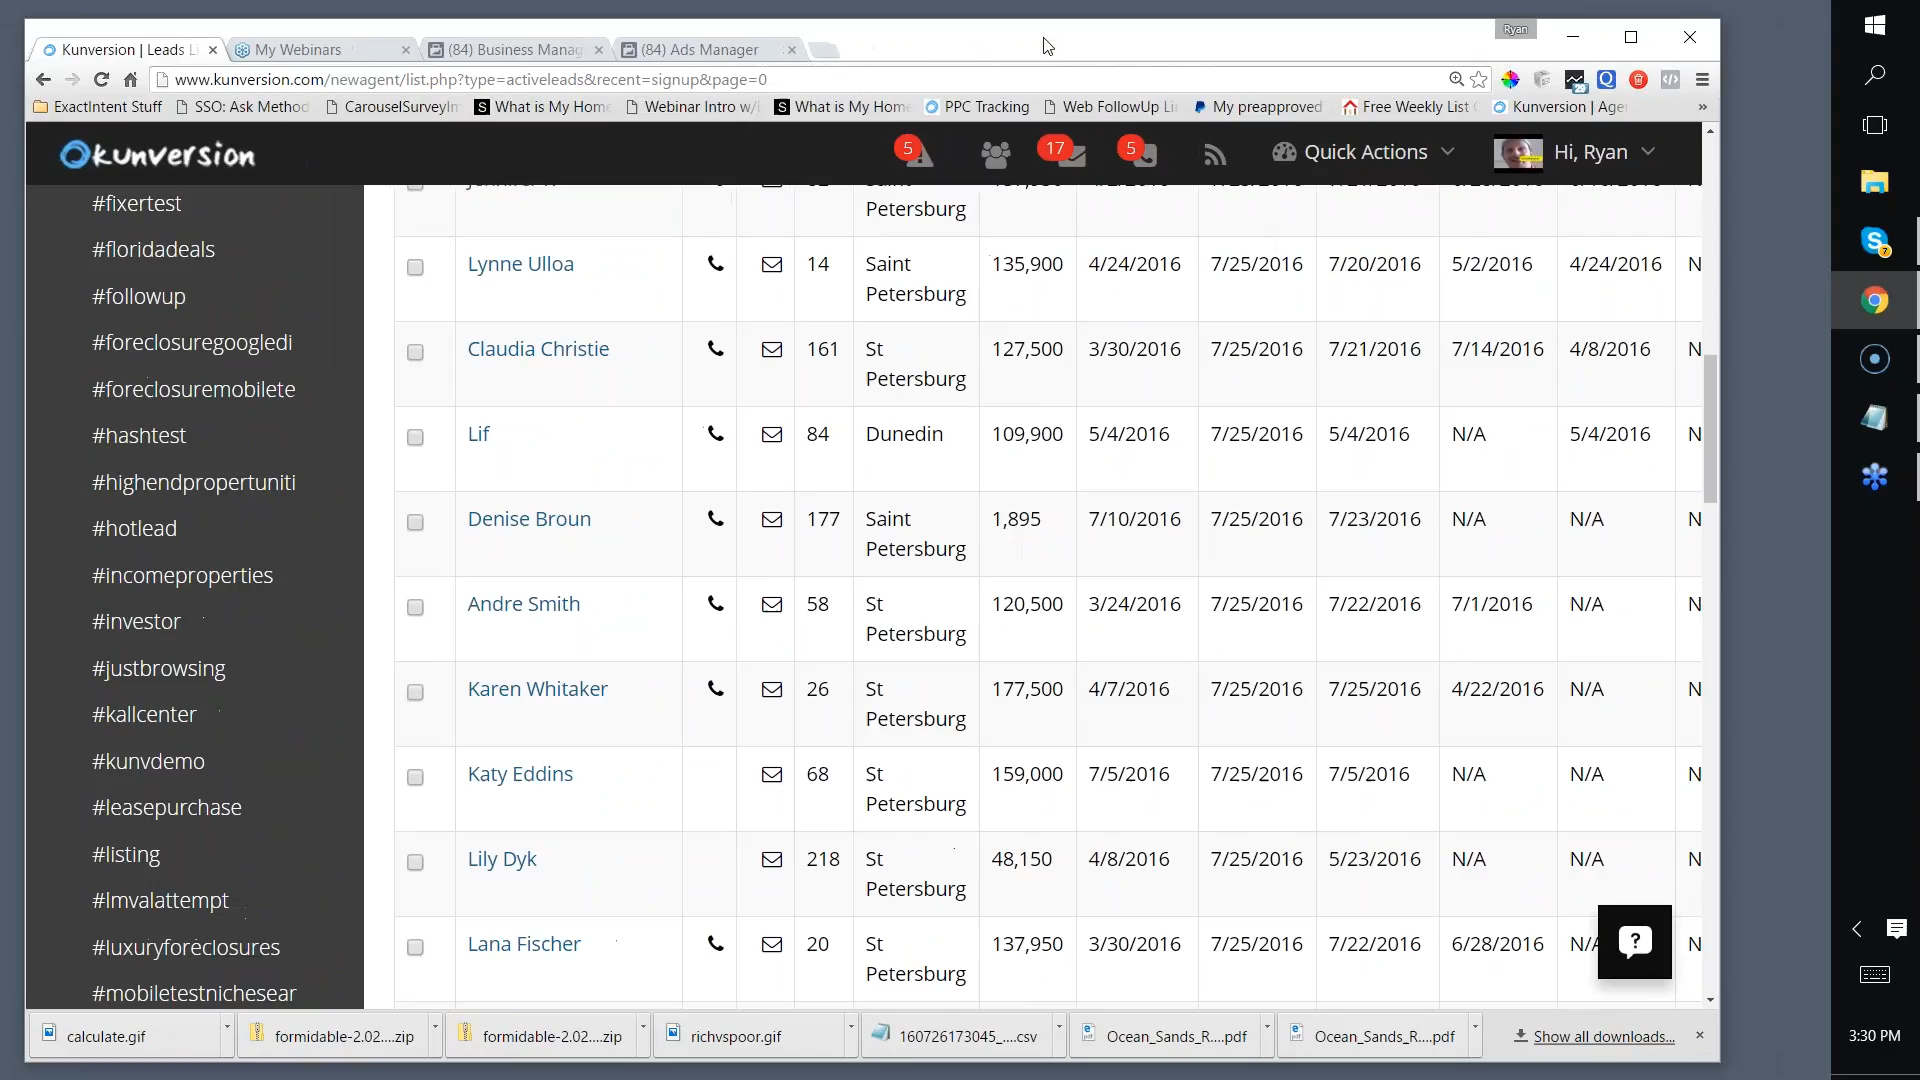 Ryan
Kunversion | Leads Li
My Webinars
(84) Business Manag
(84) Ads Manager
www.kunversion.com/newagent/list.php?type=activeleads&recent=signup&page=0
ExactIntent Stuff
SSO: Ask Method
CarouselSurveyIm
What is My Home
Webinar Intro w/
What is My Home
PPC Tracking
Web FollowUp Li
My preapproved
Free Weekly List
Kunversion | Age
»
kunversion
5
17
5
Quick Actions
Hi, Ryan
#fixertest
#floridadeals
#followup
#foreclosuregoogledi
#foreclosuremobilete
#hashtest
#highendpropertuniti
#hotlead
#incomeproperties
#investor
#justbrowsing
#kallcenter
#kunvdemo
#leasepurchase
#listing
#lmvalattempt
#luxuryforeclosures
#mobiletestnichesear
Petersburg
Lynne Ulloa 14 Saint 135,900 4/24/2016 7/25/2016 7/20/2016 5/2/2016 4/24/2016 N
Petersburg
Claudia Christie 161 St 127,500 3/30/2016 7/25/2016 7/21/2016 7/14/2016 4/8/2016 N
Petersburg
Lif 84 Dunedin 109,900 5/4/2016 7/25/2016 5/4/2016 N/A 5/4/2016 N
Denise Broun 177 Saint 1,895 7/10/2016 7/25/2016 7/23/2016 N/A N/A N
Petersburg
Andre Smith 58 St 120,500 3/24/2016 7/25/2016 7/22/2016 7/1/2016 N/A N
Petersburg
Karen Whitaker 26 St 177,500 4/7/2016 7/25/2016 7/25/2016 4/22/2016 N/A N
Petersburg
Katy Eddins 68 St 159,000 7/5/2016 7/25/2016 7/5/2016 N/A N/A N
Petersburg
Lily Dyk 218 St 48,150 4/8/2016 7/25/2016 5/23/2016 N/A N/A N
Petersburg
Lana Fischer 20 St 137,950 3/30/2016 7/25/2016 7/22/2016 6/28/2016 N/A N
Petersburg
calculate.gif
formidable-2.02....zip
formidable-2.02....zip
richvspoor.gif
160726173045_....csv
Ocean_Sands_R....pdf
Ocean_Sands_R....pdf
Show all downloads...
7
3:30 PM